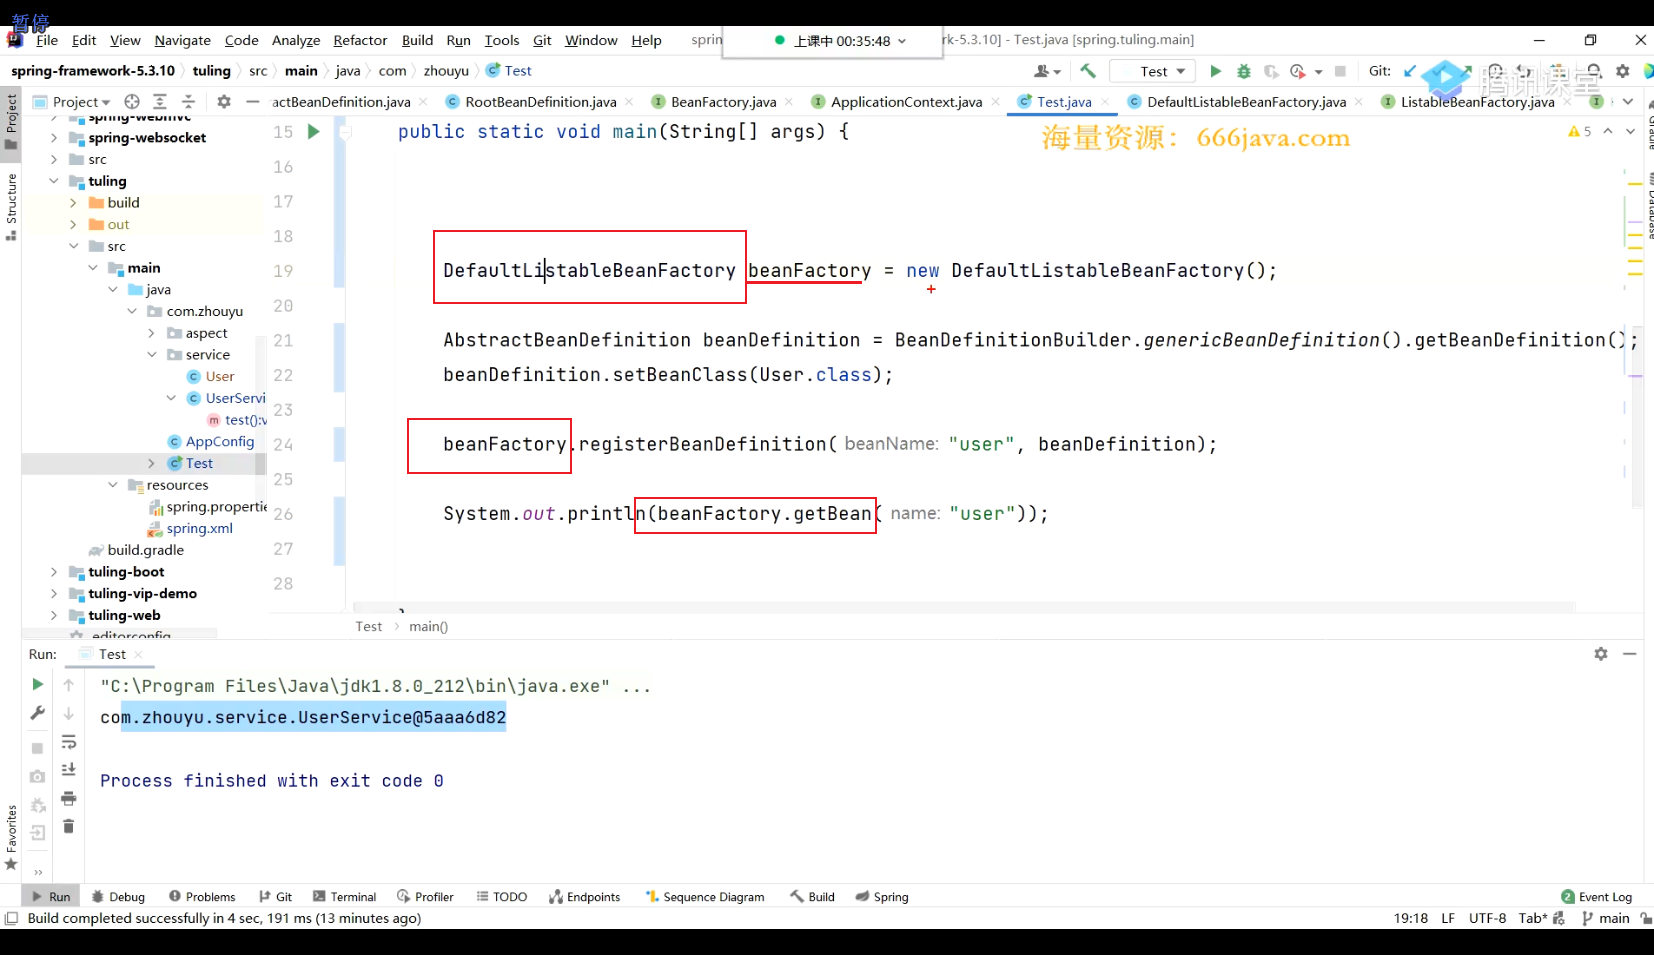 暂停
File Edit View Navigate Code Analyze Refactor Build Run Tools Git Window Help
上课中 00:35:48
k-5.3.10] - Test.java [spring.tuling.main]
spring-framework-5.3.10 tuling src main java com zhouyu Test
Test
Git:
腾讯课堂
Project
actBeanDefinition.java RootBeanDefinition.java BeanFactory.java ApplicationContext.java Test.java DefaultListableBeanFactory.java ListableBeanFactory.java
海量资源：666java.com
5
Project
Structure
Favorites
Database
spring-webmvc
spring-websocket
src
tuling
build
out
src
main
java
com.zhouyu
aspect
service
User
UserServi
test():v
AppConfig
Test
resources
spring.propertie
spring.xml
build.gradle
tuling-boot
tuling-vip-demo
tuling-web
.editorconfig
15 public static void main(String[] args) {
16
17
18
19 DefaultListableBeanFactory beanFactory = new DefaultListableBeanFactory();
20
21 AbstractBeanDefinition beanDefinition = BeanDefinitionBuilder.genericBeanDefinition().getBeanDefinition();
22 beanDefinition.setBeanClass(User.class);
23
24 beanFactory.registerBeanDefinition( beanName: "user", beanDefinition);
25
26 System.out.println(beanFactory.getBean( name: "user"));
27
28
Test main()
Run: Test
"C:\Program Files\Java\jdk1.8.0_212\bin\java.exe" ...
com.zhouyu.service.UserService@5aaa6d82
Process finished with exit code 0
Run Debug Problems Git Terminal Profiler TODO Endpoints Sequence Diagram Build Spring 2 Event Log
Build completed successfully in 4 sec, 191 ms (13 minutes ago)
19:18 LF UTF-8 Tab* main